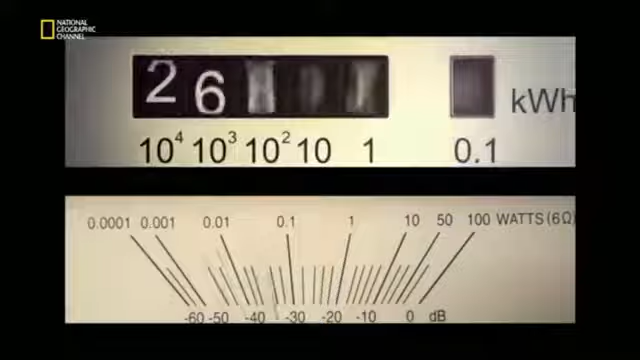 NATIONAL
GEOGRAPHIC
CHANNEL
2 6
kWh
10⁴ 10³ 10² 10 1 0.1
0.0001 0.001 0.01 0.1 1 10 50 100 WATTS (6Ω)
-60 -50 -40 -30 -20 -10 0 dB